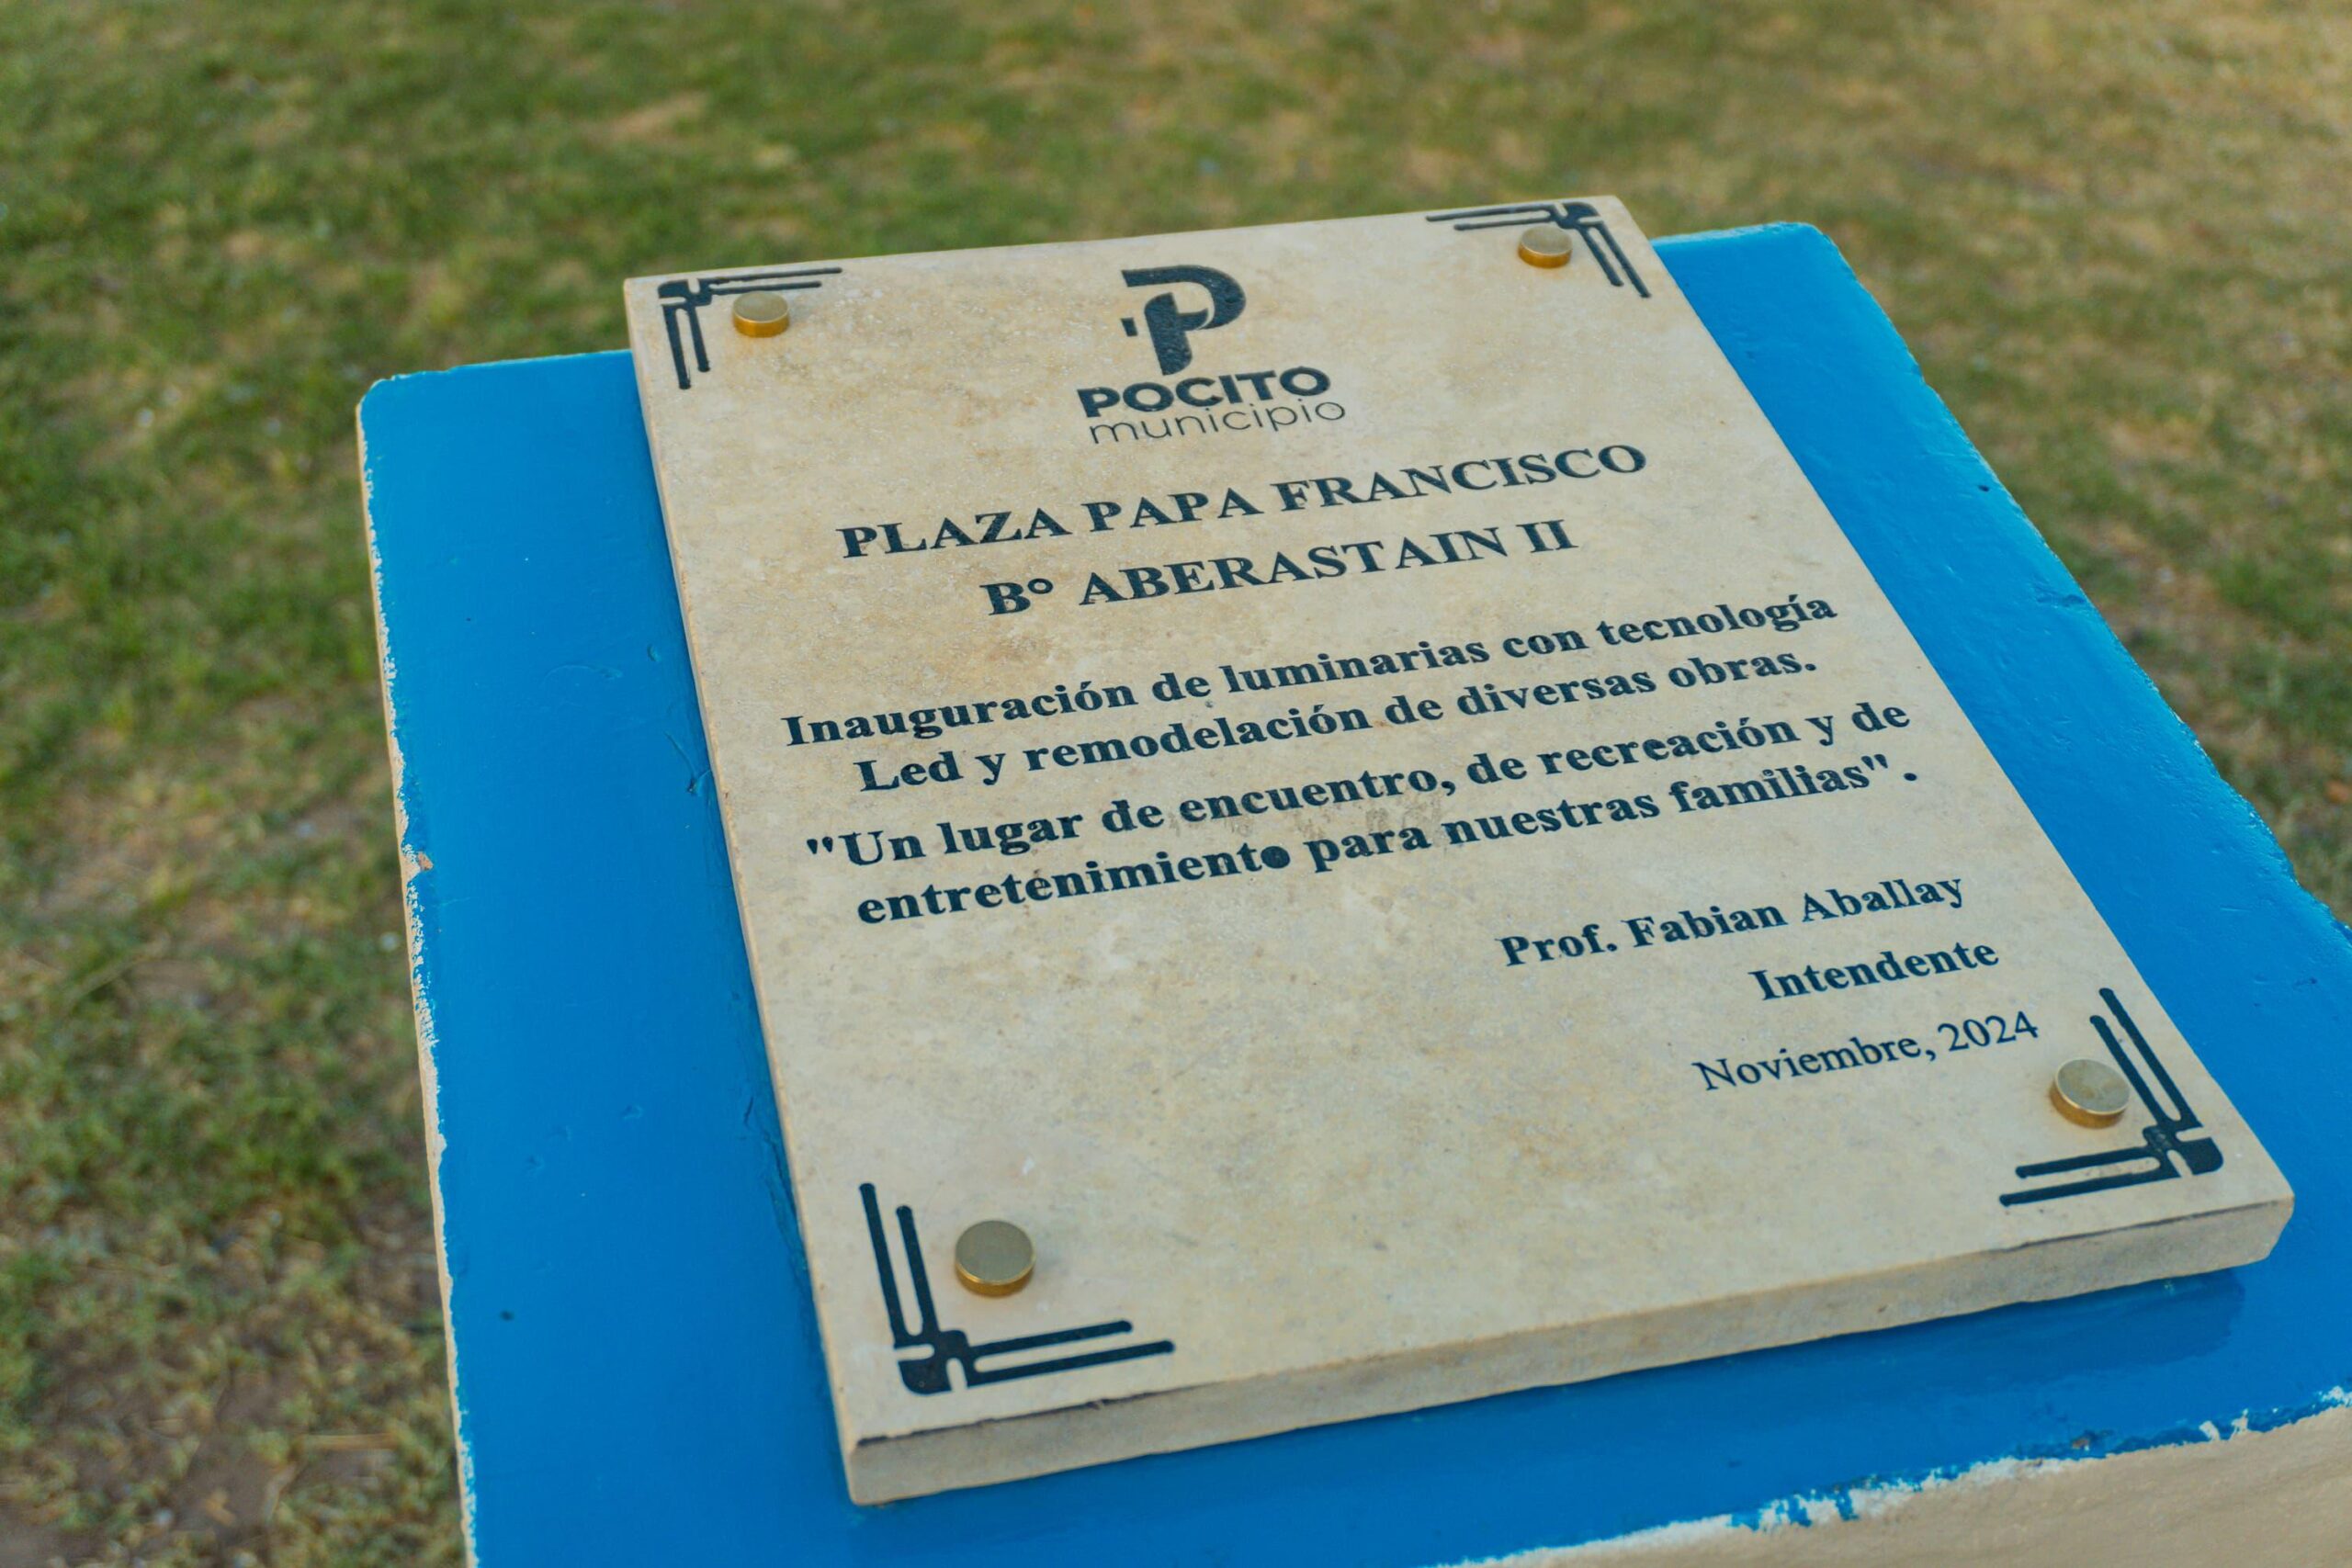 POCITO
municipio
PLAZA PAPA FRANCISCO
B° ABERASTAIN II
Inauguración de luminarias con tecnología
Led y remodelación de diversas obras.
"Un lugar de encuentro, de recreación y de
entretenimiento para nuestras familias".
Prof. Fabian Aballay
Intendente
Noviembre, 2024